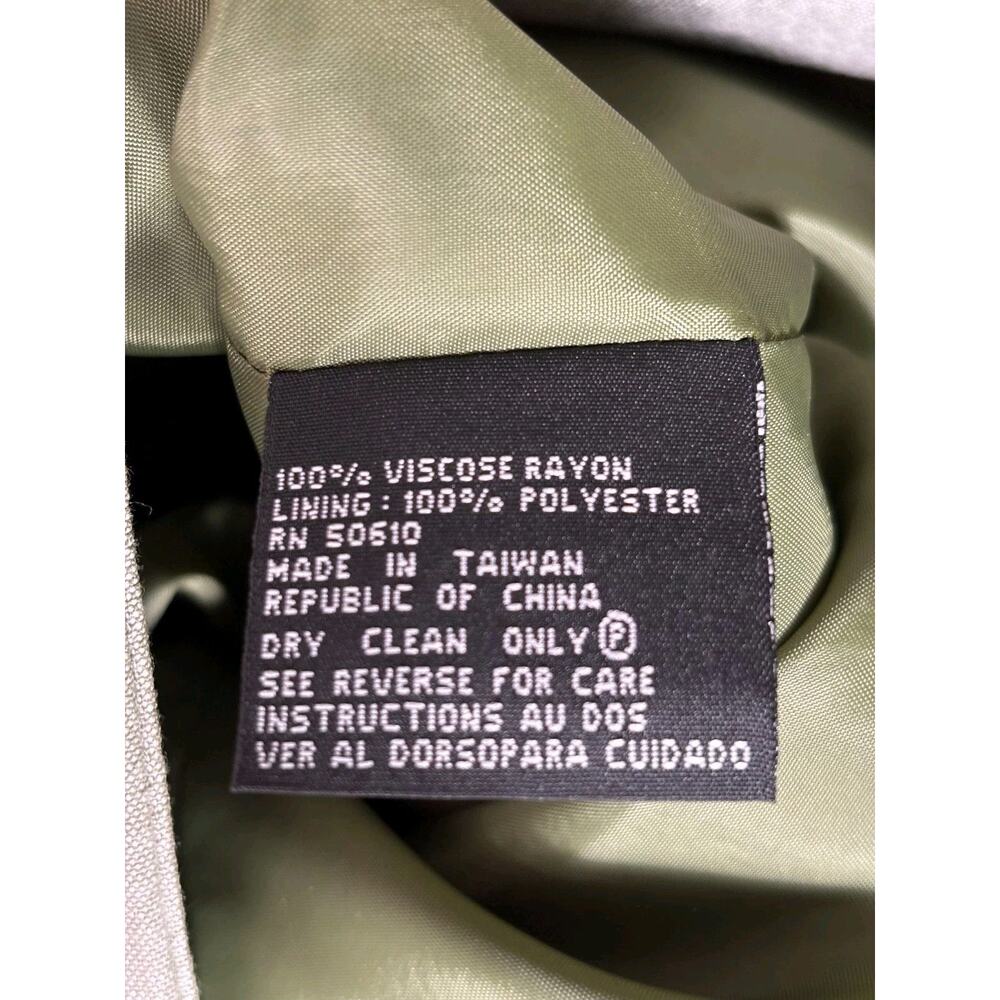 100% VISCOSE RAYON
LINING : 100% POLYESTER
RN 50610
MADE IN TAIWAN
REPUBLIC OF CHINA
DRY CLEAN ONLY Ⓟ
SEE REVERSE FOR CARE
INSTRUCTIONS AU DOS
VER AL DORSOPARA CUIDADO